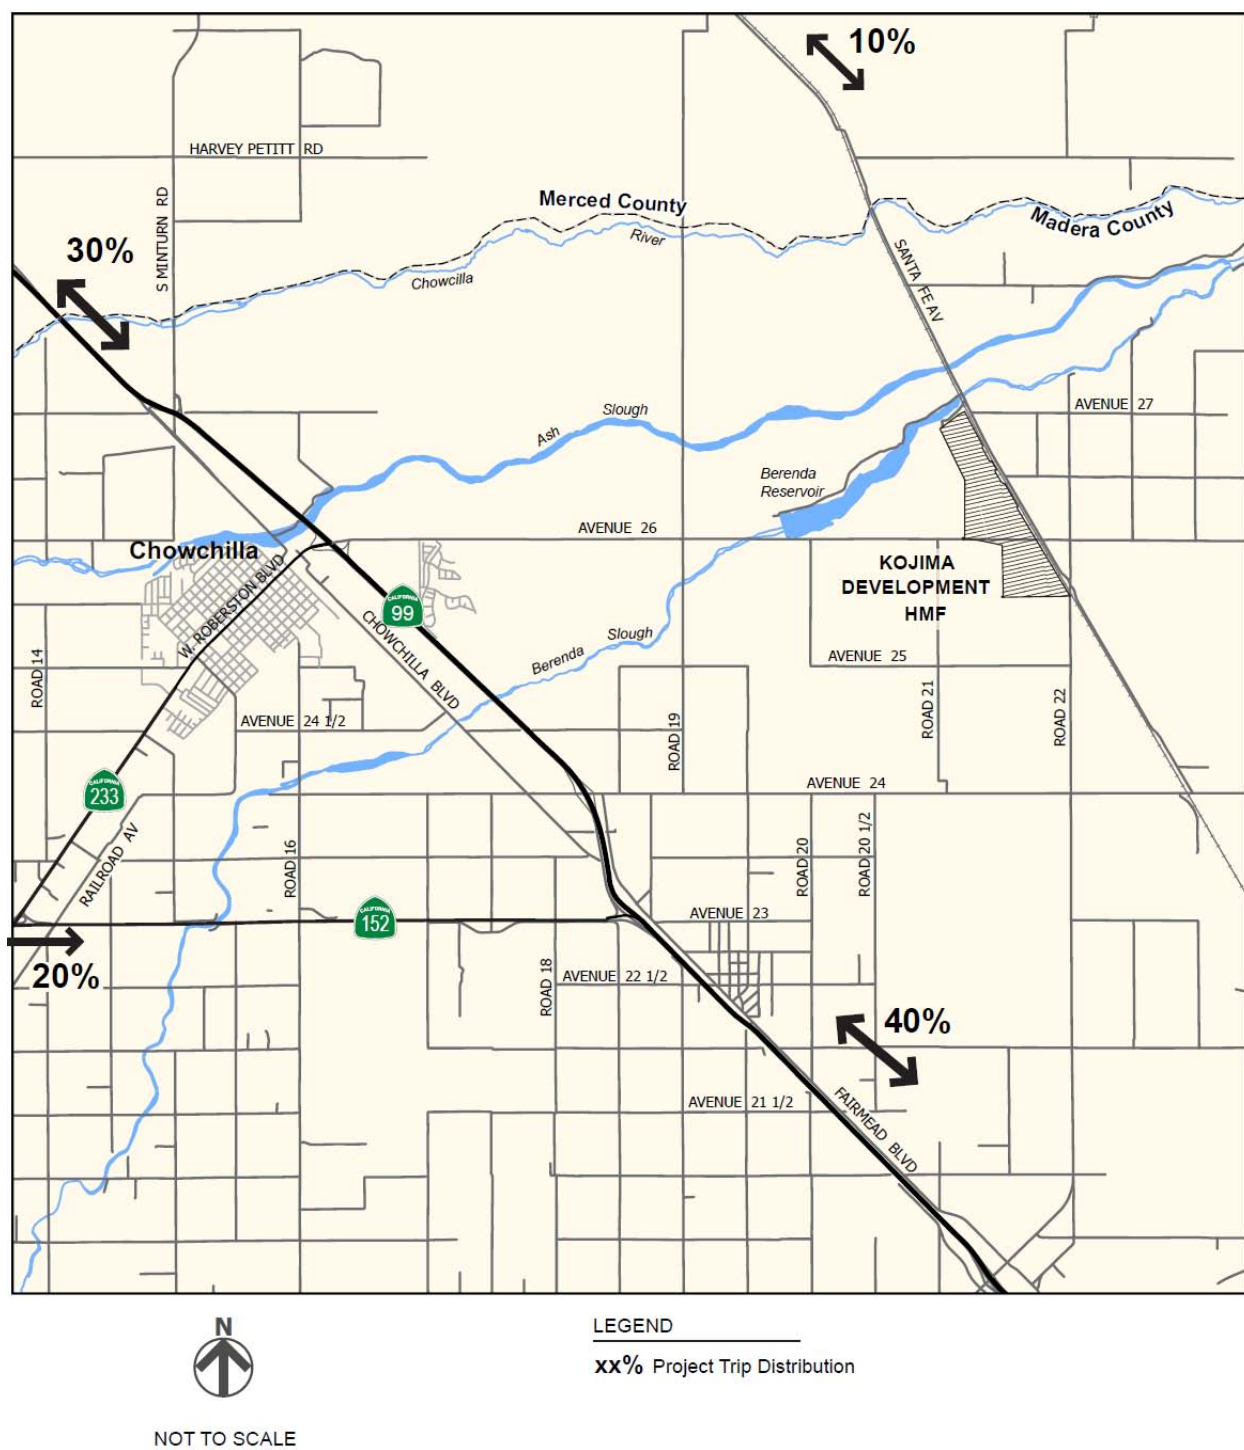 10%
HARVEY PETITT RD
S MINTURN RD
Merced County
Madera County
River
Chowcilla
30%
SANTA FE AV
AVENUE 27
Slough
Ash
Berenda
Reservoir
AVENUE 26
Chowchilla
W. ROBERSTON BLVD
KOJIMA
DEVELOPMENT
HMF
CALIFORNIA
99
CHOWCHILLA BLVD
Slough
Berenda
AVENUE 25
ROAD 14
ROAD 21
ROAD 22
ROAD 19
AVENUE 24 1/2
CALIFORNIA
233
AVENUE 24
RAILROAD AV
ROAD 16
ROAD 20
ROAD 20 1/2
CALIFORNIA
152
AVENUE 23
20%
ROAD 18
AVENUE 22 1/2
40%
AVENUE 21 1/2
FAIRMEAD BLVD
N
NOT TO SCALE
LEGEND
xx% Project Trip Distribution